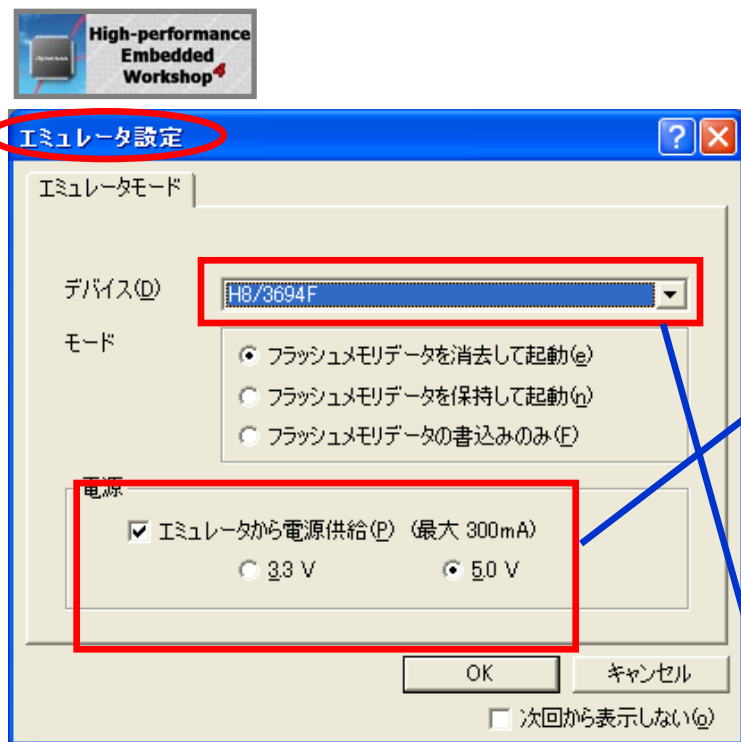 High-performance
Embedded
Workshop4
エミュレータ設定
エミュレータモード
デバイス(D)
H8/3694F
モード
フラッシュメモリデータを消去して起動(e)
フラッシュメモリデータを保持して起動(n)
フラッシュメモリデータの書込みのみ(F)
電源
エミュレータから電源供給(P) (最大 300mA)
3.3 V
5.0 V
OK
キャンセル
次回から表示しない(o)